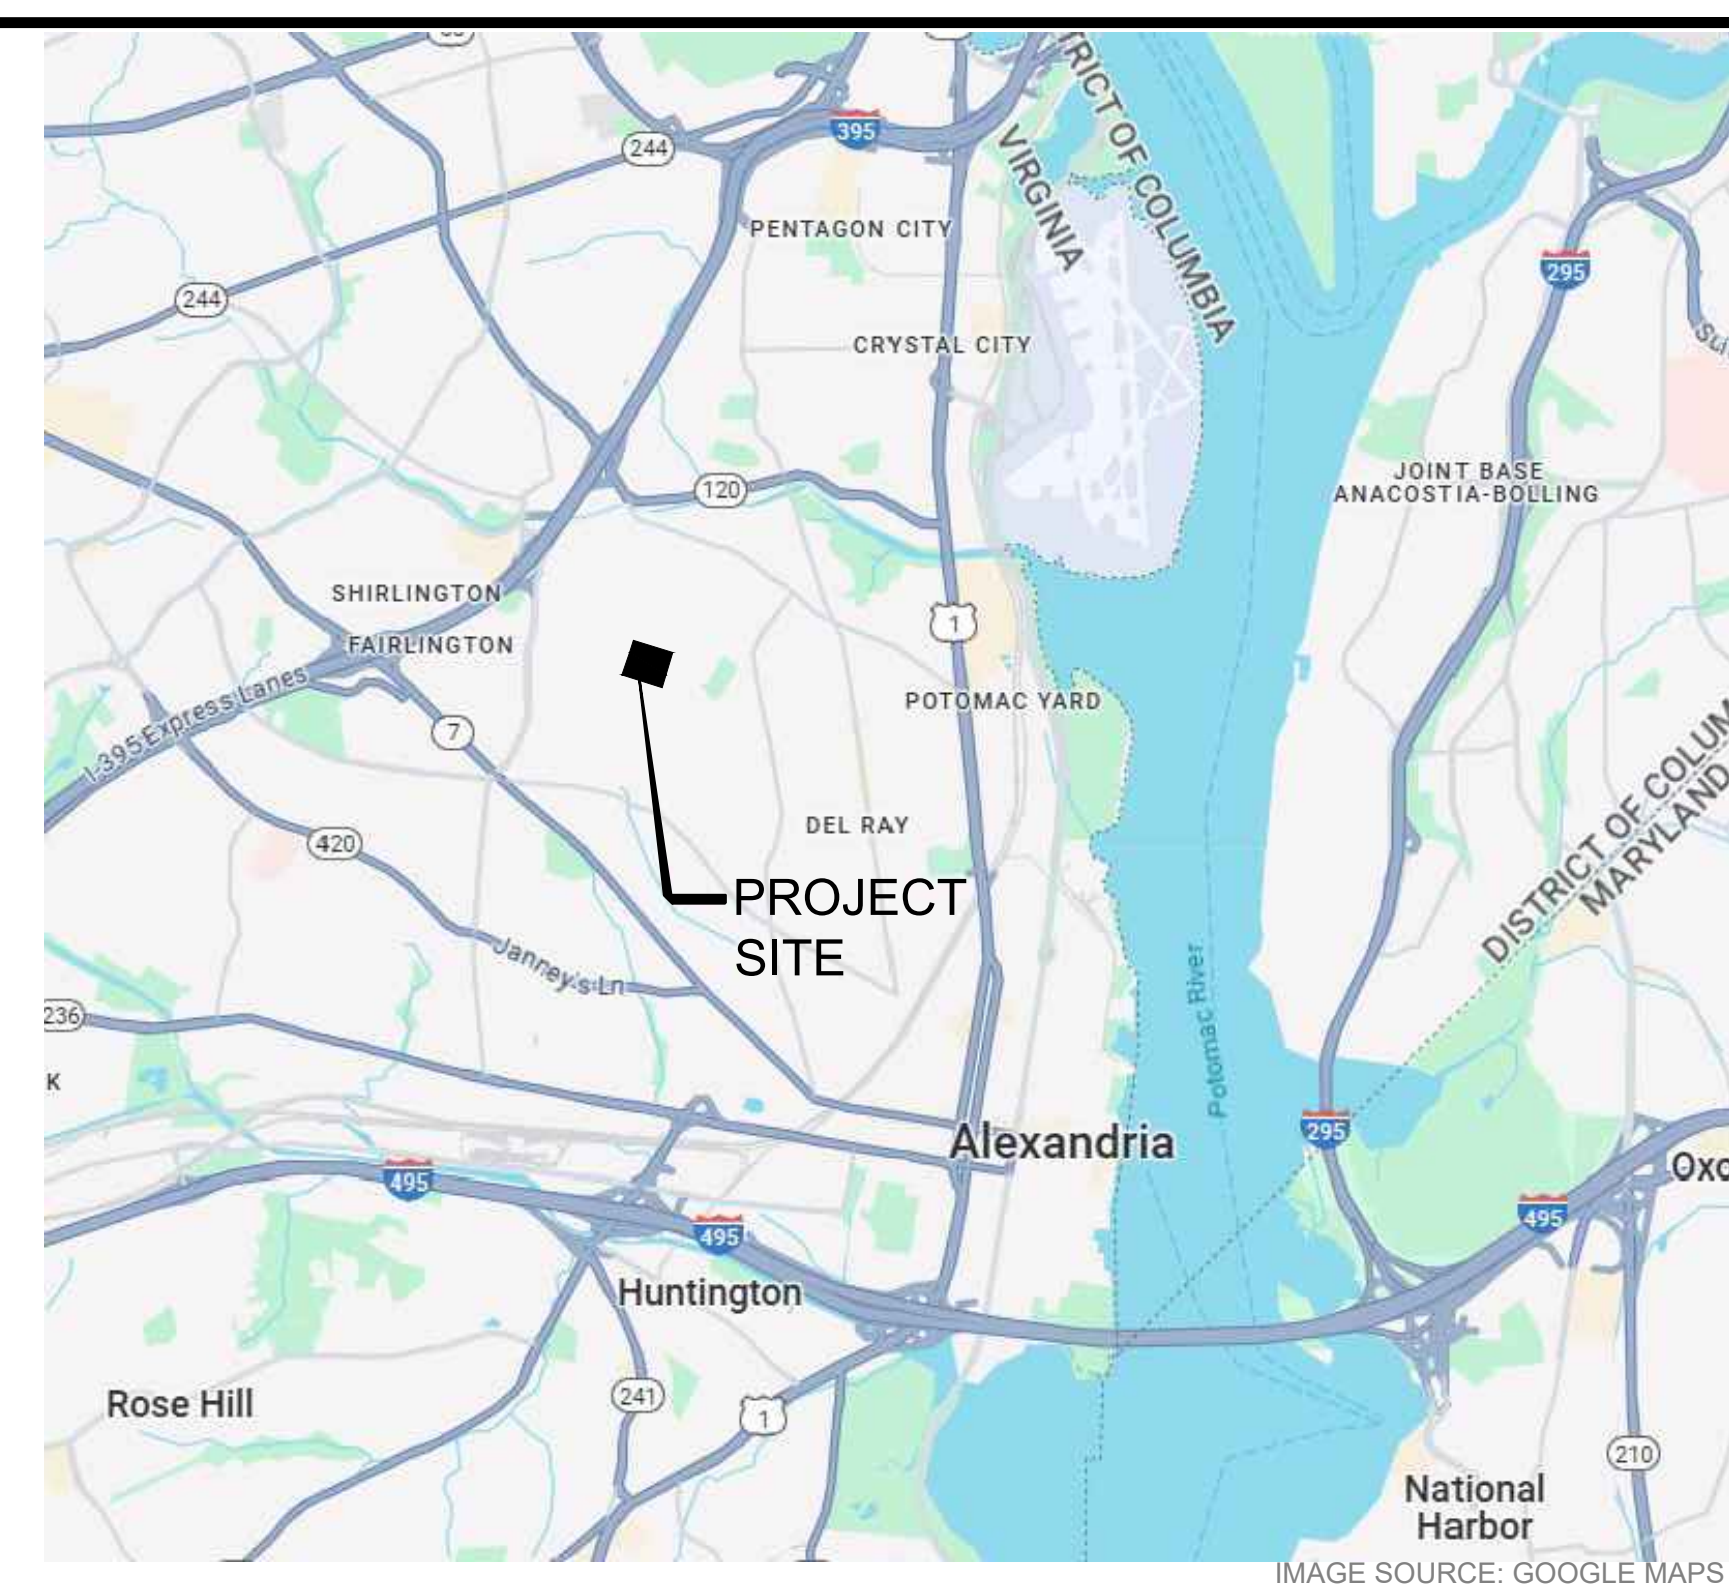 395
244
TRICT OF COLUMBIA
VIRGINIA
PENTAGON CITY
295
244
CRYSTAL CITY
JOINT BASE
ANACOSTIA-BOLLING
120
SHIRLINGTON
1
FAIRLINGTON
I-395 Express Lanes
POTOMAC YARD
7
DISTRICT OF COLUM
MARYLAND
DEL RAY
420
PROJECT
SITE
Janney's Ln
Potomac River
236
K
Alexandria
295
495
495
495
Oxo
Huntington
Rose Hill
241
1
210
National
Harbor
IMAGE SOURCE: GOOGLE MAPS